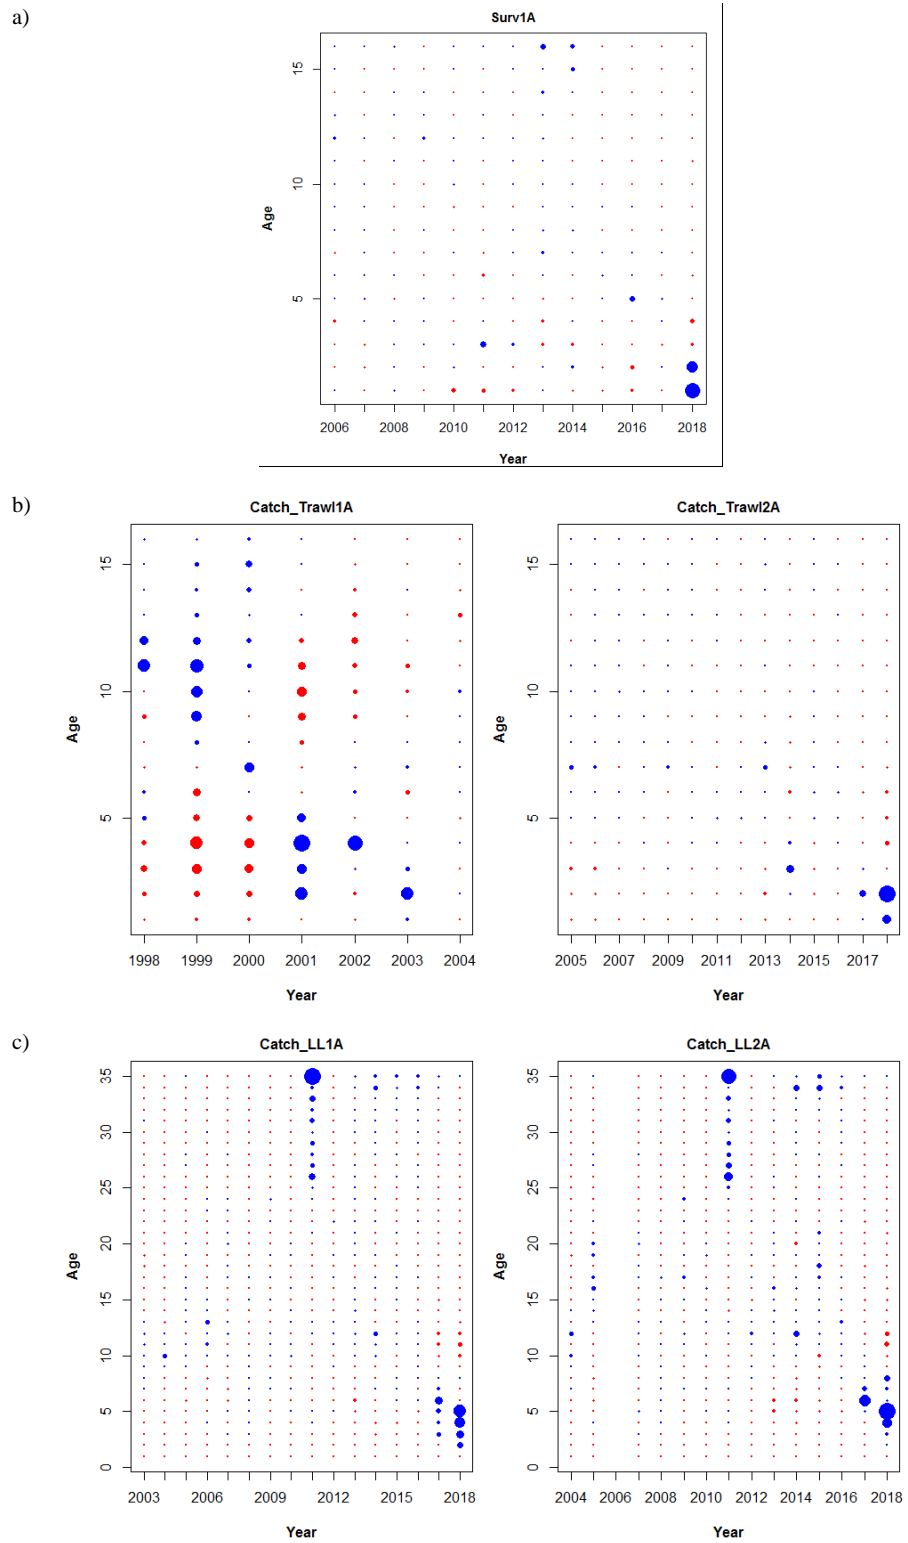 a)
Surv1A
15
10
5
Age
2006 2008 2010 2012 2014 2016 2018
Year
b)
Catch_Trawl1A
15
10
5
Age
1998 1999 2000 2001 2002 2003 2004
Year
Catch_Trawl2A
15
10
5
Age
2005 2007 2009 2011 2013 2015 2017
Year
c)
Catch_LL1A
35
30
25
20
15
10
5
0
Age
2003 2006 2009 2012 2015 2018
Year
Catch_LL2A
35
30
25
20
15
10
5
0
Age
2004 2006 2008 2010 2012 2014 2016 2018
Year